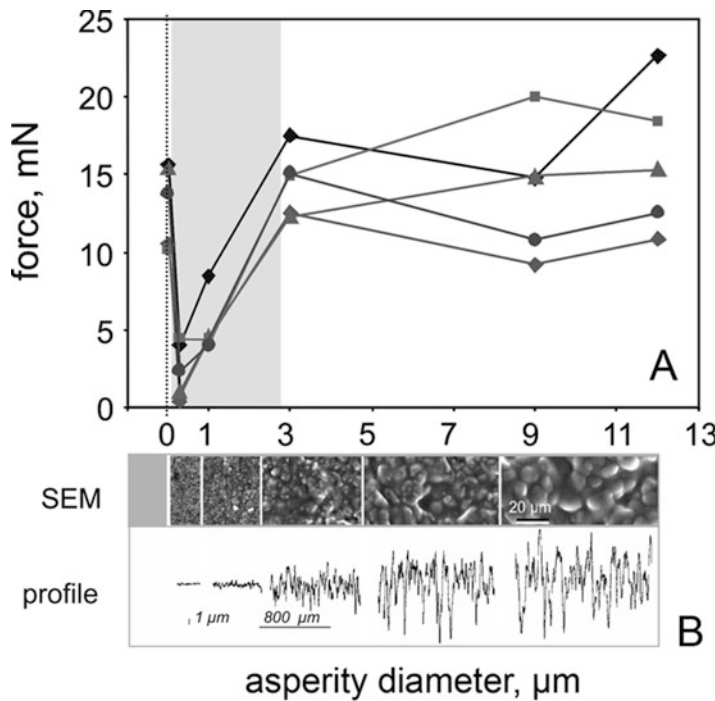 25
20
15
10
5
0
force, mN
A
0 1 3 5 7 9 11 13
SEM
20 µm
profile
1 µm 800 µm
B
asperity diameter, µm